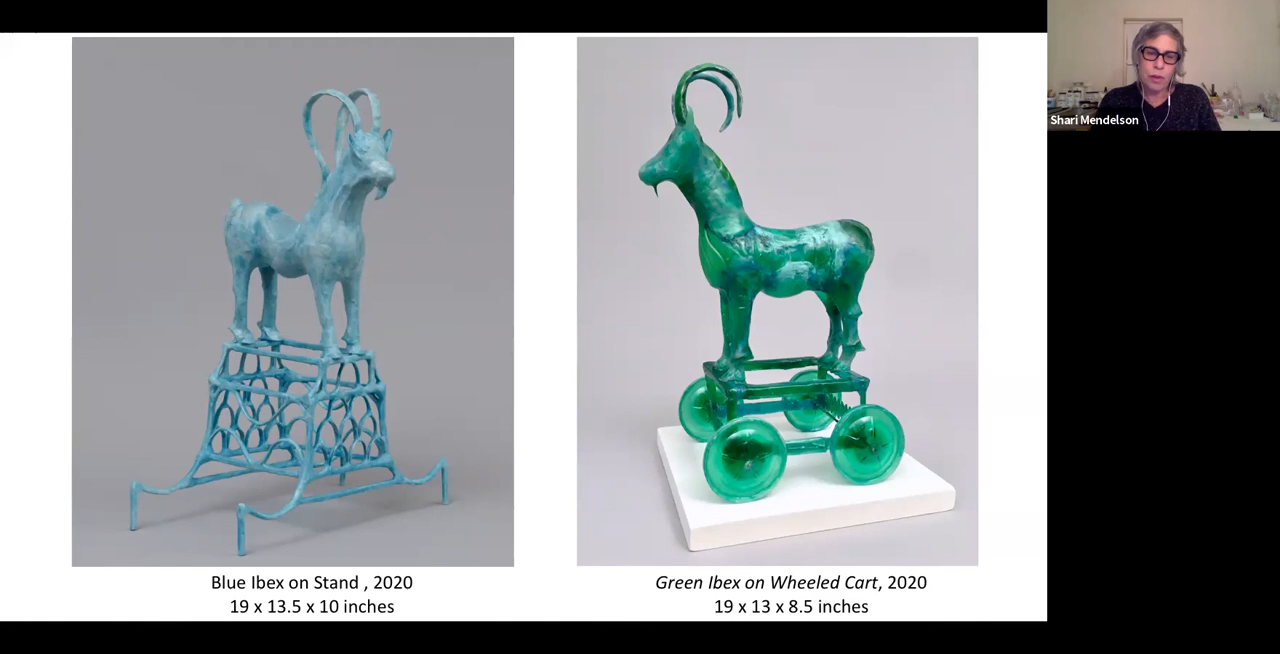 Shari Mendelson
Blue Ibex on Stand , 2020
19 x 13.5 x 10 inches
Green Ibex on Wheeled Cart, 2020
19 x 13 x 8.5 inches